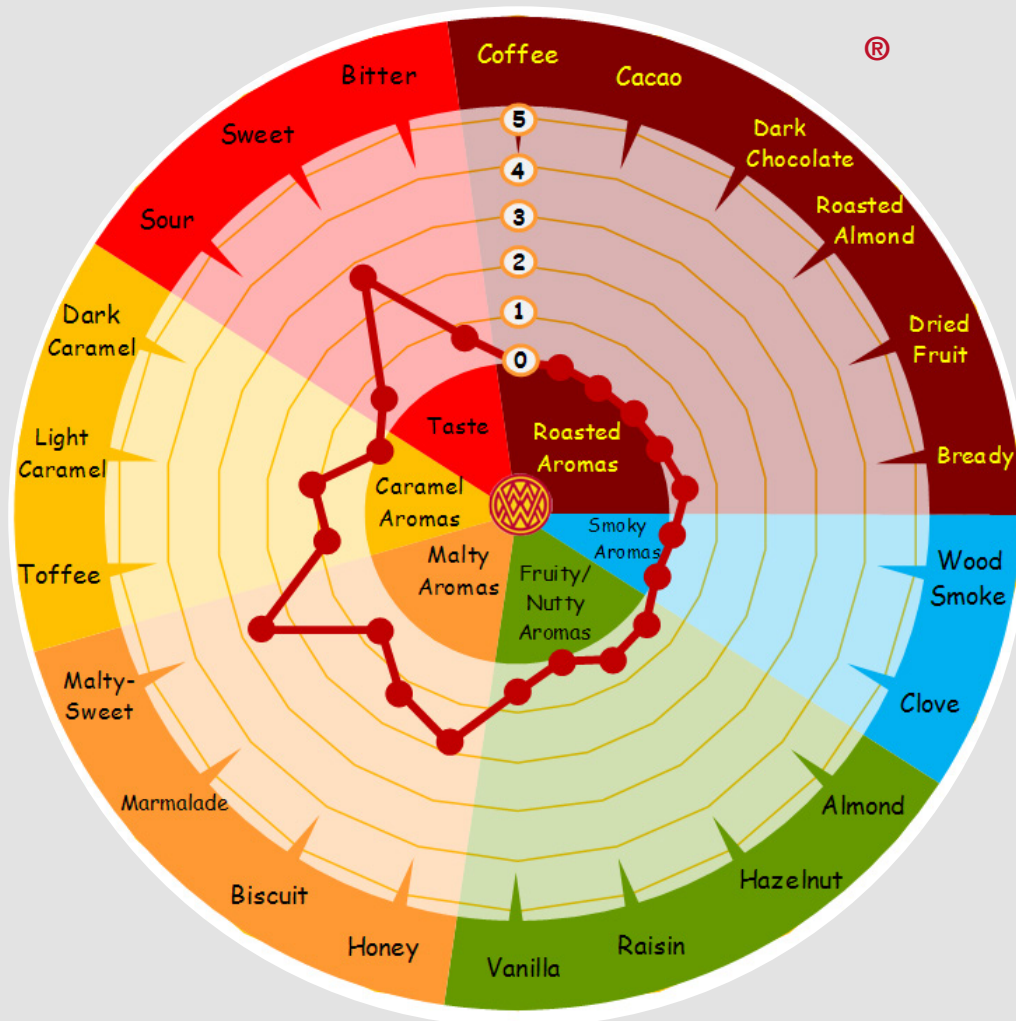 ®
Coffee
Cacao
Dark
Chocolate
Roasted
Almond
Dried
Fruit
Bready
Wood
Smoke
Clove
Almond
Hazelnut
Raisin
Vanilla
Honey
Biscuit
Marmalade
Malty-
Sweet
Toffee
Light
Caramel
Dark
Caramel
Sour
Sweet
Bitter
5
4
3
2
1
0
Taste
Roasted
Aromas
Caramel
Aromas
Malty
Aromas
Smoky
Aromas
Fruity/
Nutty
Aromas